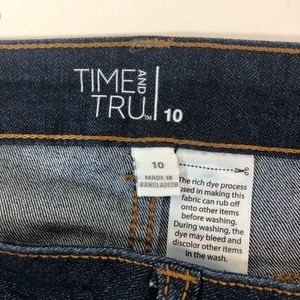 TIME AND
TRU™ 10
10
MADE IN
BANGLADESH
The rich dye process
used in making this
fabric can rub off
onto other items
before washing.
During washing, the
dye may bleed and
discolor other items
in the wash.